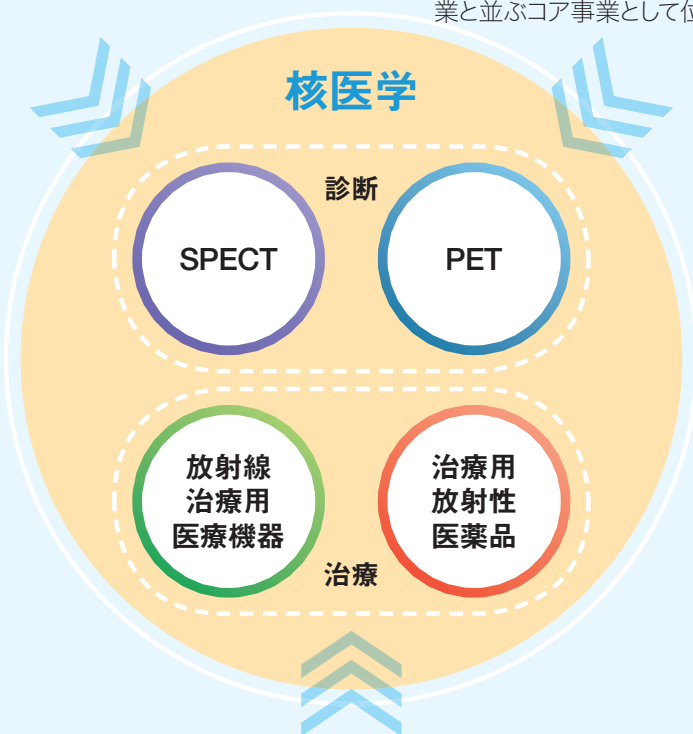 業と並ぶコア事業として位
核医学
診断
SPECT
PET
放射線
治療用
医療機器
治療用
放射性
医薬品
治療